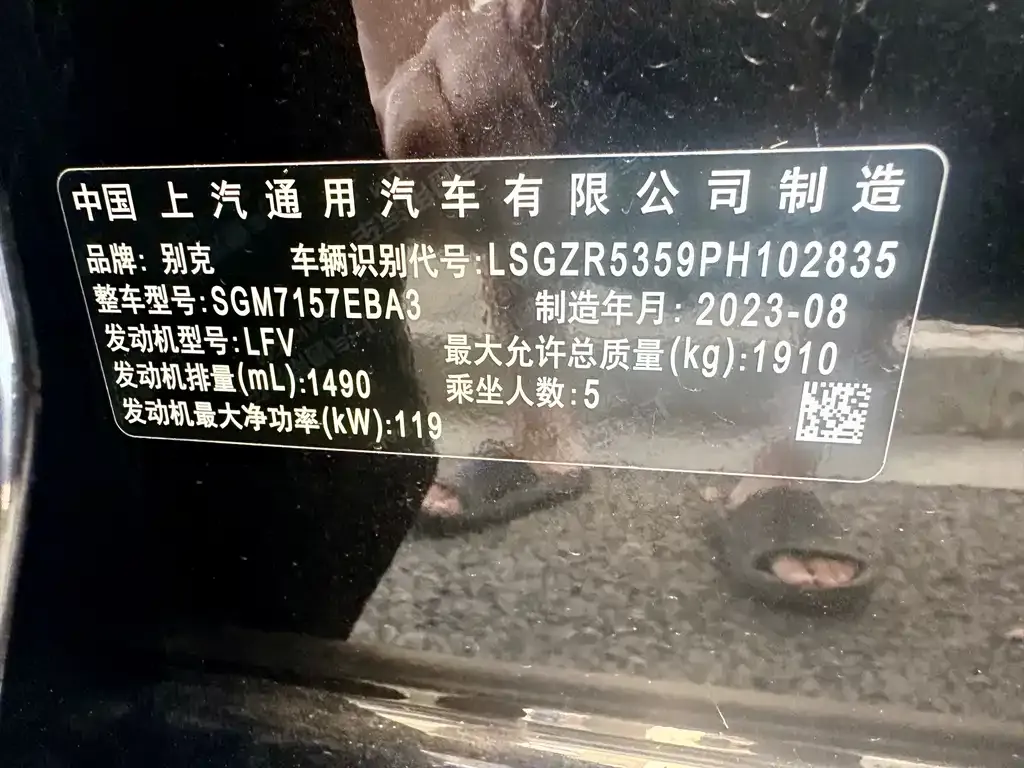 中国 上汽通用汽车有限公司制造
品牌: 别克 车辆识别代号:LSGZR5359PH102835
整车型号:SGM7157EBA3 制造年月: 2023-08
发动机型号:LFV 最大允许总质量(kg):1910
发动机排量(mL):1490 乘坐人数:5
发动机最大净功率(kW):119